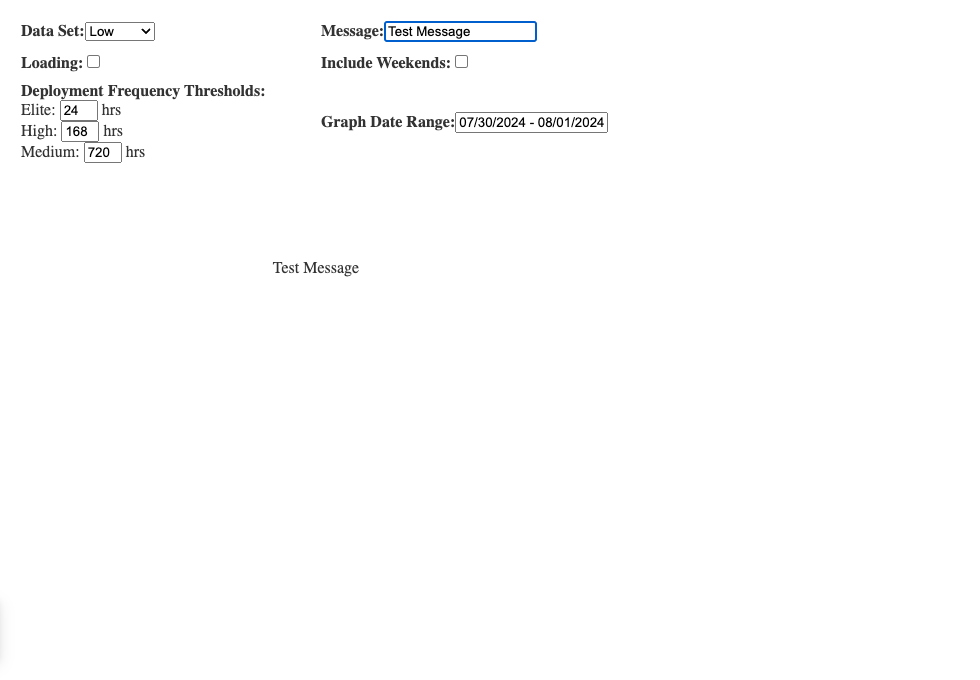 Data Set: Low Message: Test Message
Loading: Include Weekends:
Deployment Frequency Thresholds:
Elite: 24 hrs
High: 168 hrs
Medium: 720 hrs
Graph Date Range: 07/30/2024 - 08/01/2024
Test Message